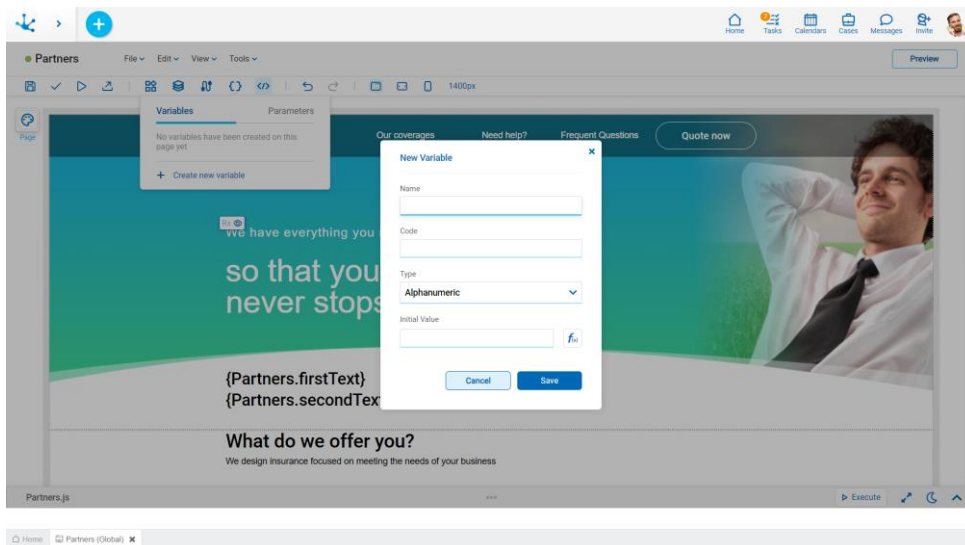 7
Home Tasks Calendars Cases Messages Invite
Partners File Edit View Tools Preview
1400px
Page
Variables Parameters
No variables have been created on this
page yet
+ Create new variable
Our coverages Need help? Frequent Questions Quote now
New Variable
Name
Code
Type
Alphanumeric
Initial Value
f(x)
Cancel Save
We have everything you
so that you
never stops
{Partners.firstText}
{Partners.secondTex
What do we offer you?
We design insurance focused on meeting the needs of your business
Partners.js Execute
Home Partners (Global)